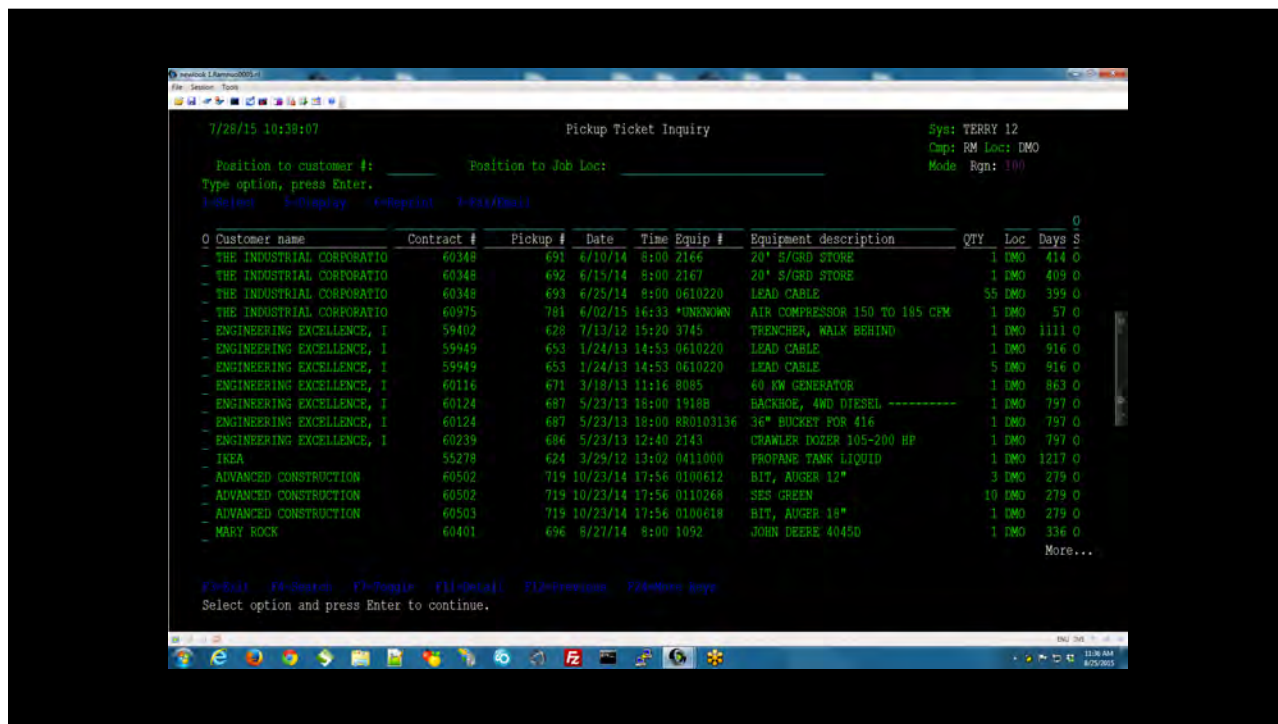 newlook
File Session Tools
7/28/15 10:38:07 Pickup Ticket Inquiry Sys: TERRY 12
Cmp: RM Loc: DMO
Position to customer #: Position to Job Loc: Mode Rgn: 100
Type option, press Enter.
O
O Customer name Contract # Pickup # Date Time Equip # Equipment description QTY Loc Days S
THE INDUSTRIAL CORPORATIO 60348 691 6/10/14 8:00 2166 20' S/GRD STORE 1 DMO 414 O
THE INDUSTRIAL CORPORATIO 60348 692 6/15/14 8:00 2167 20' S/GRD STORE 1 DMO 409 O
THE INDUSTRIAL CORPORATIO 60348 693 6/25/14 8:00 0610220 LEAD CABLE 55 DMO 399 O
THE INDUSTRIAL CORPORATIO 60975 781 6/02/15 16:33 *UNKNOWN AIR COMPRESSOR 150 TO 185 CFM 1 DMO 57 O
ENGINEERING EXCELLENCE, I 59402 628 7/13/12 15:20 3745 TRENCHER, WALK BEHIND 1 DMO 1111 O
ENGINEERING EXCELLENCE, I 59949 653 1/24/13 14:53 0610220 LEAD CABLE 1 DMO 916 O
ENGINEERING EXCELLENCE, I 59949 653 1/24/13 14:53 0610220 LEAD CABLE 5 DMO 916 O
ENGINEERING EXCELLENCE, I 60116 671 3/18/13 11:16 8085 60 KW GENERATOR 1 DMO 863 O
ENGINEERING EXCELLENCE, I 60124 687 5/23/13 18:00 1918B BACKHOE, 4WD DIESEL ---------- 1 DMO 797 O
ENGINEERING EXCELLENCE, I 60124 687 5/23/13 18:00 RR0103136 36" BUCKET FOR 416 1 DMO 797 O
ENGINEERING EXCELLENCE, I 60239 686 5/23/13 12:40 2143 CRAWLER DOZER 105-200 HP 1 DMO 797 O
IKEA 55278 624 3/29/12 13:02 0411000 PROPANE TANK LIQUID 1 DMO 1217 O
ADVANCED CONSTRUCTION 60502 719 10/23/14 17:56 0100612 BIT, AUGER 12" 3 DMO 279 O
ADVANCED CONSTRUCTION 60502 719 10/23/14 17:56 0110268 SES GREEN 10 DMO 279 O
ADVANCED CONSTRUCTION 60503 719 10/23/14 17:56 0100618 BIT, AUGER 18" 1 DMO 279 O
MARY ROCK 60401 696 8/27/14 8:00 1092 JOHN DEERE 4045D 1 DMO 336 O
More...
Select option and press Enter to continue.
11:36 AM
8/25/2015